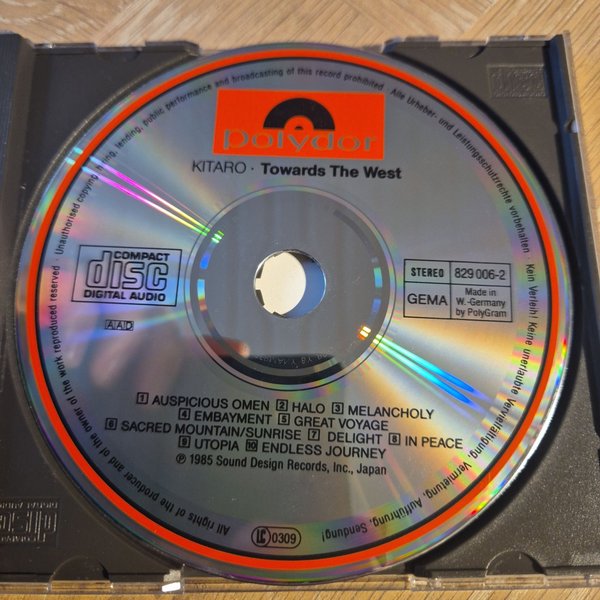 Unauthorised copying, hiring, lending, public performance and broadcasting of this record prohibited · Alle Urheber- und Leistungsschutzrechte vorbehalten · Kein Verleih! Keine unerlaubte Vervielfältigung, Vermietung, Aufführung, Sendung!
polydor
KITARO · Towards The West
COMPACT
disc
DIGITAL AUDIO
AAD
STEREO 829 006-2
GEMA Made in
W.-Germany
by PolyGram
1 AUSPICIOUS OMEN 2 HALO 3 MELANCHOLY
4 EMBAYMENT 5 GREAT VOYAGE
6 SACRED MOUNTAIN/SUNRISE 7 DELIGHT 8 IN PEACE
9 UTOPIA 10 ENDLESS JOURNEY
℗ 1985 Sound Design Records, Inc., Japan
All rights of the producer and of the owner of the work reproduced reserved ·
LC 0309